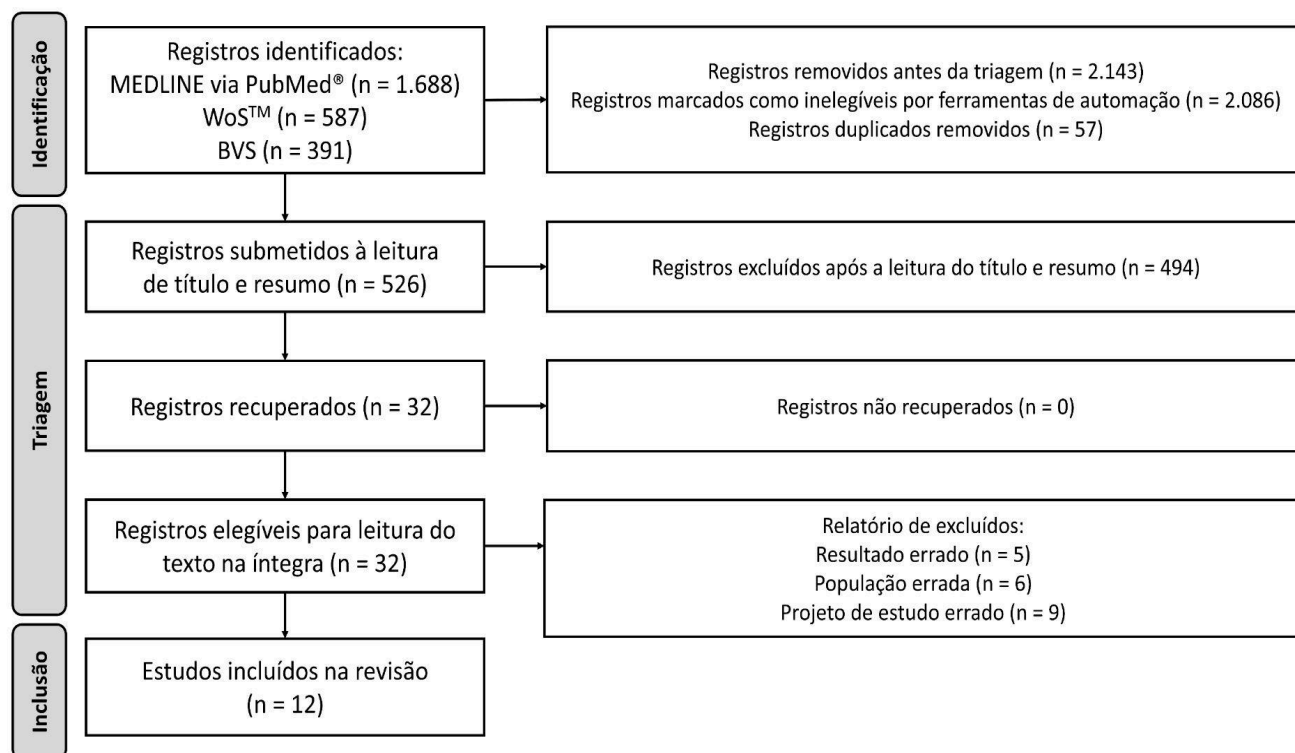 Identificação
Registros identificados:
MEDLINE via PubMed® (n = 1.688)
WoS™ (n = 587)
BVS (n = 391)
Registros removidos antes da triagem (n = 2.143)
Registros marcados como inelegíveis por ferramentas de automação (n = 2.086)
Registros duplicados removidos (n = 57)
Triagem
Registros submetidos à leitura
de título e resumo (n = 526)
Registros excluídos após a leitura do título e resumo (n = 494)
Registros recuperados (n = 32)
Registros não recuperados (n = 0)
Registros elegíveis para leitura do
texto na íntegra (n = 32)
Relatório de excluídos:
Resultado errado (n = 5)
População errada (n = 6)
Projeto de estudo errado (n = 9)
Inclusão
Estudos incluídos na revisão
(n = 12)